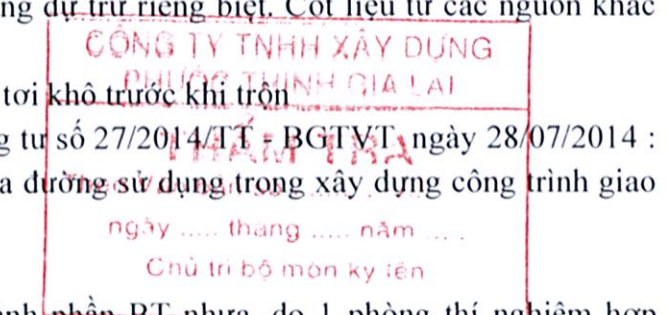 ng dự trữ riêng biệt. Cốt liệu từ các nguồn khác
CÔNG TY TNHH XÂY DỰNG
PHƯỚC THỊNH GIA LAI
tơi khô trước khi trộn
THẨM TRA
g tư số 27/2014/TT - BGTVT ngày 28/07/2014 :
a đường sử dụng trong xây dựng công trình giao
ngày ..... tháng ..... năm .....
Chủ trì bộ môn ký tên
phần BT nhựa do 1 phòng thí nghiệm hợp